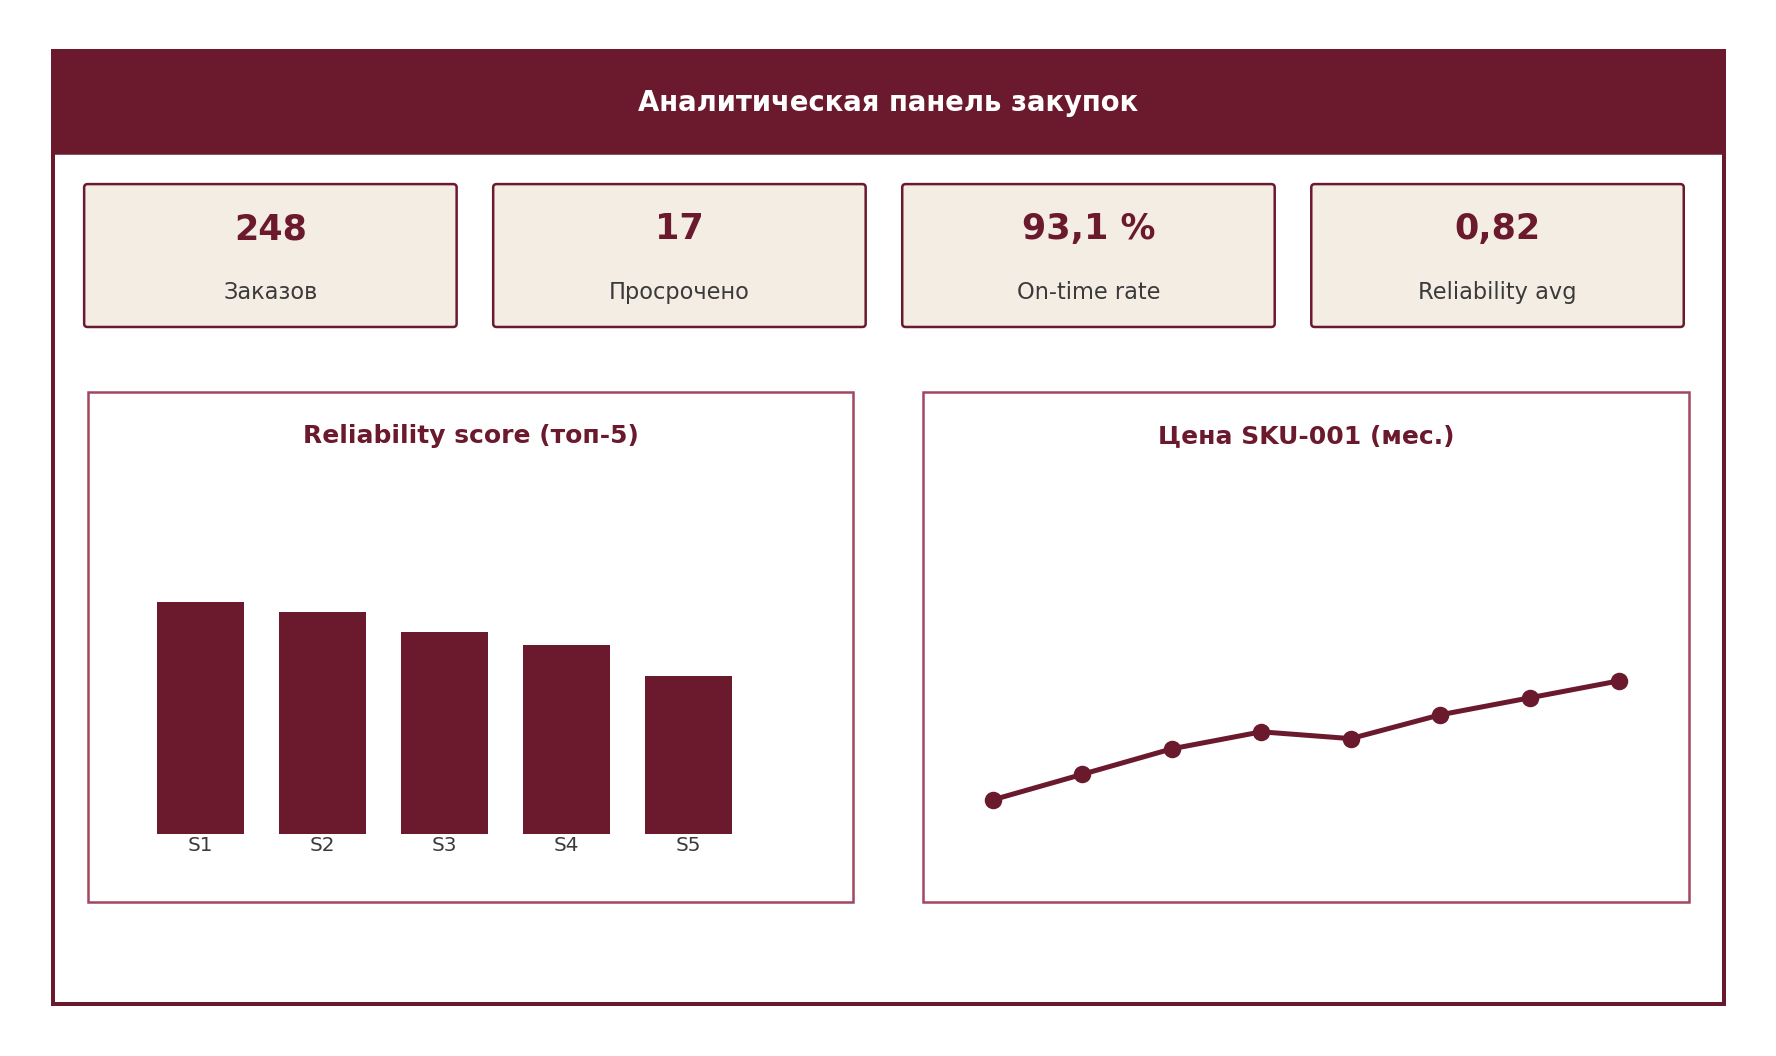 Аналитическая панель закупок
248
Заказов
17
Просрочено
93,1 %
On-time rate
0,82
Reliability avg
Reliability score (топ-5)
S1 S2 S3 S4 S5
Цена SKU-001 (мес.)